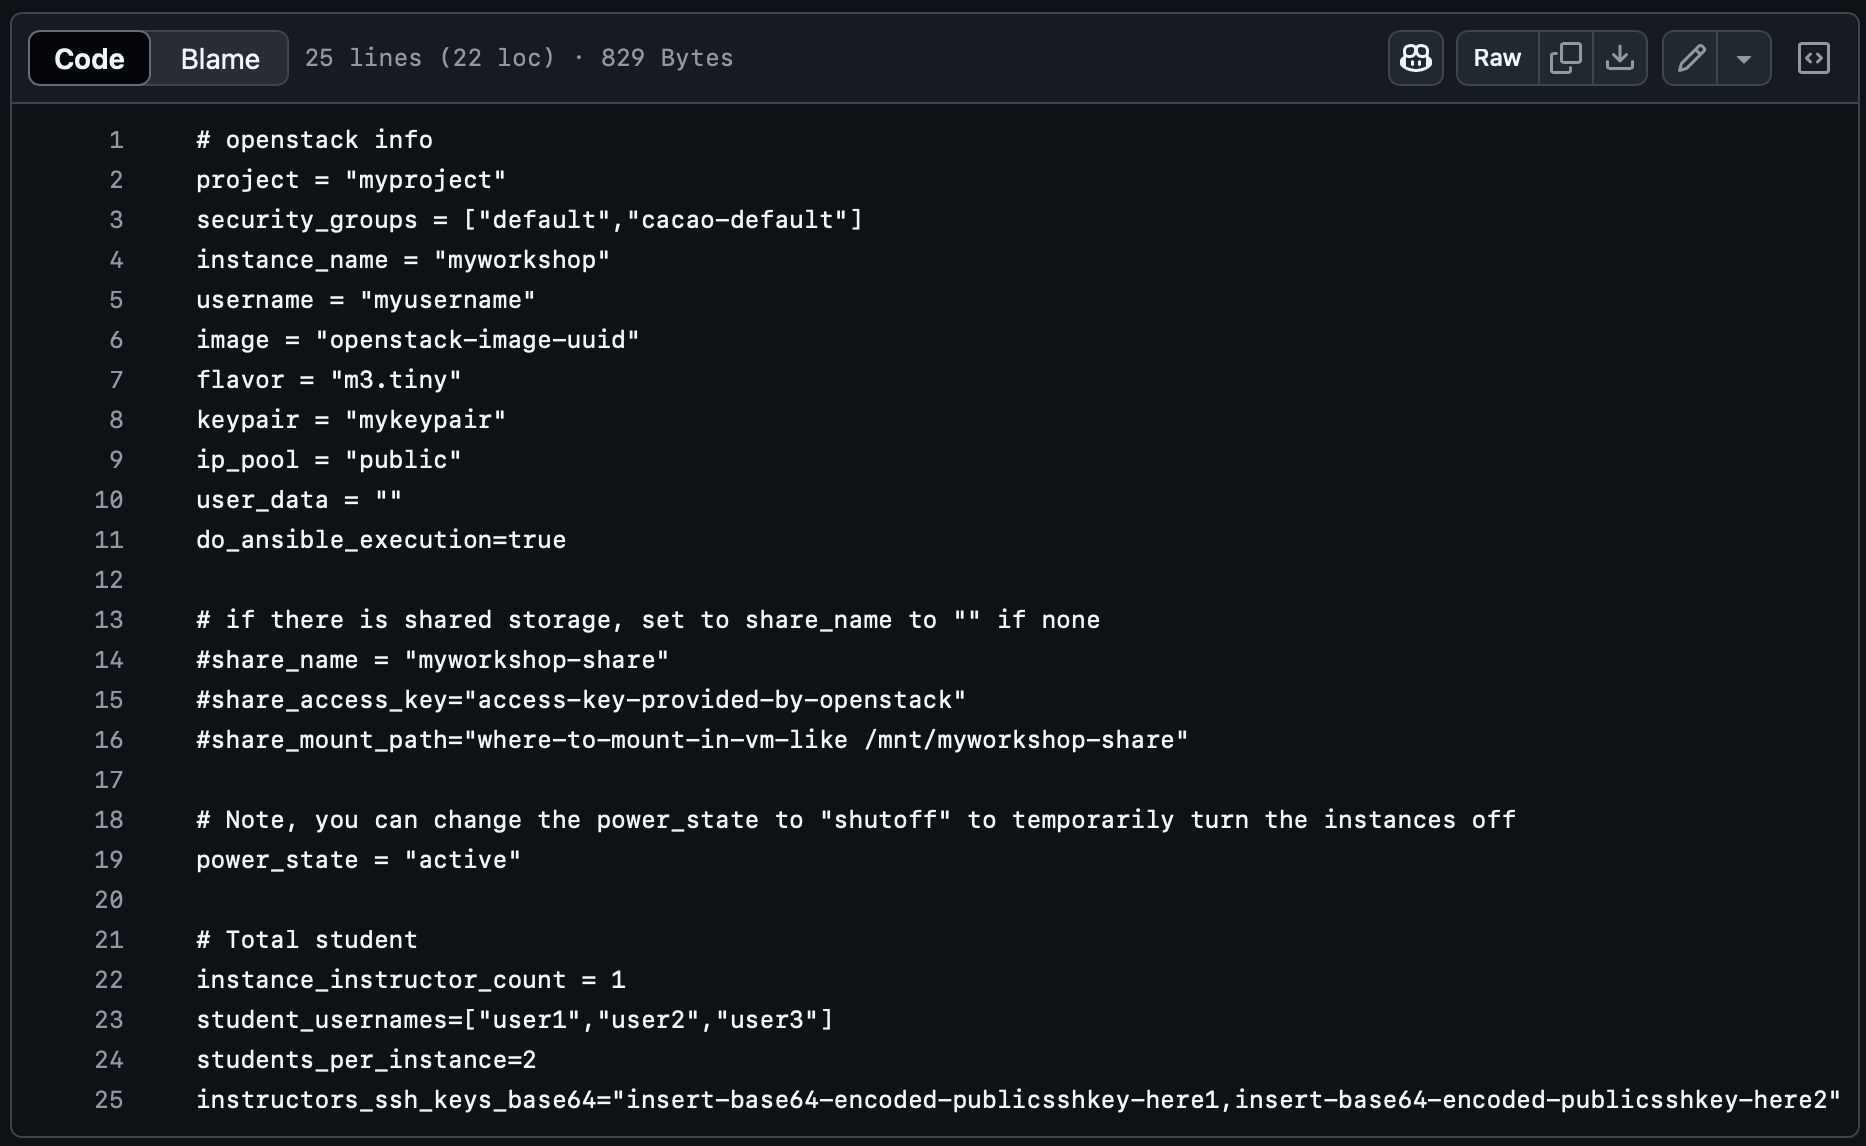 Code Blame 25 lines (22 loc) · 829 Bytes Raw
1 # openstack info
2 project = "myproject"
3 security_groups = ["default","cacao-default"]
4 instance_name = "myworkshop"
5 username = "myusername"
6 image = "openstack-image-uuid"
7 flavor = "m3.tiny"
8 keypair = "mykeypair"
9 ip_pool = "public"
10 user_data = ""
11 do_ansible_execution=true
12
13 # if there is shared storage, set to share_name to "" if none
14 #share_name = "myworkshop-share"
15 #share_access_key="access-key-provided-by-openstack"
16 #share_mount_path="where-to-mount-in-vm-like /mnt/myworkshop-share"
17
18 # Note, you can change the power_state to "shutoff" to temporarily turn the instances off
19 power_state = "active"
20
21 # Total student
22 instance_instructor_count = 1
23 student_usernames=["user1","user2","user3"]
24 students_per_instance=2
25 instructors_ssh_keys_base64="insert-base64-encoded-publicsshkey-here1,insert-base64-encoded-publicsshkey-here2"